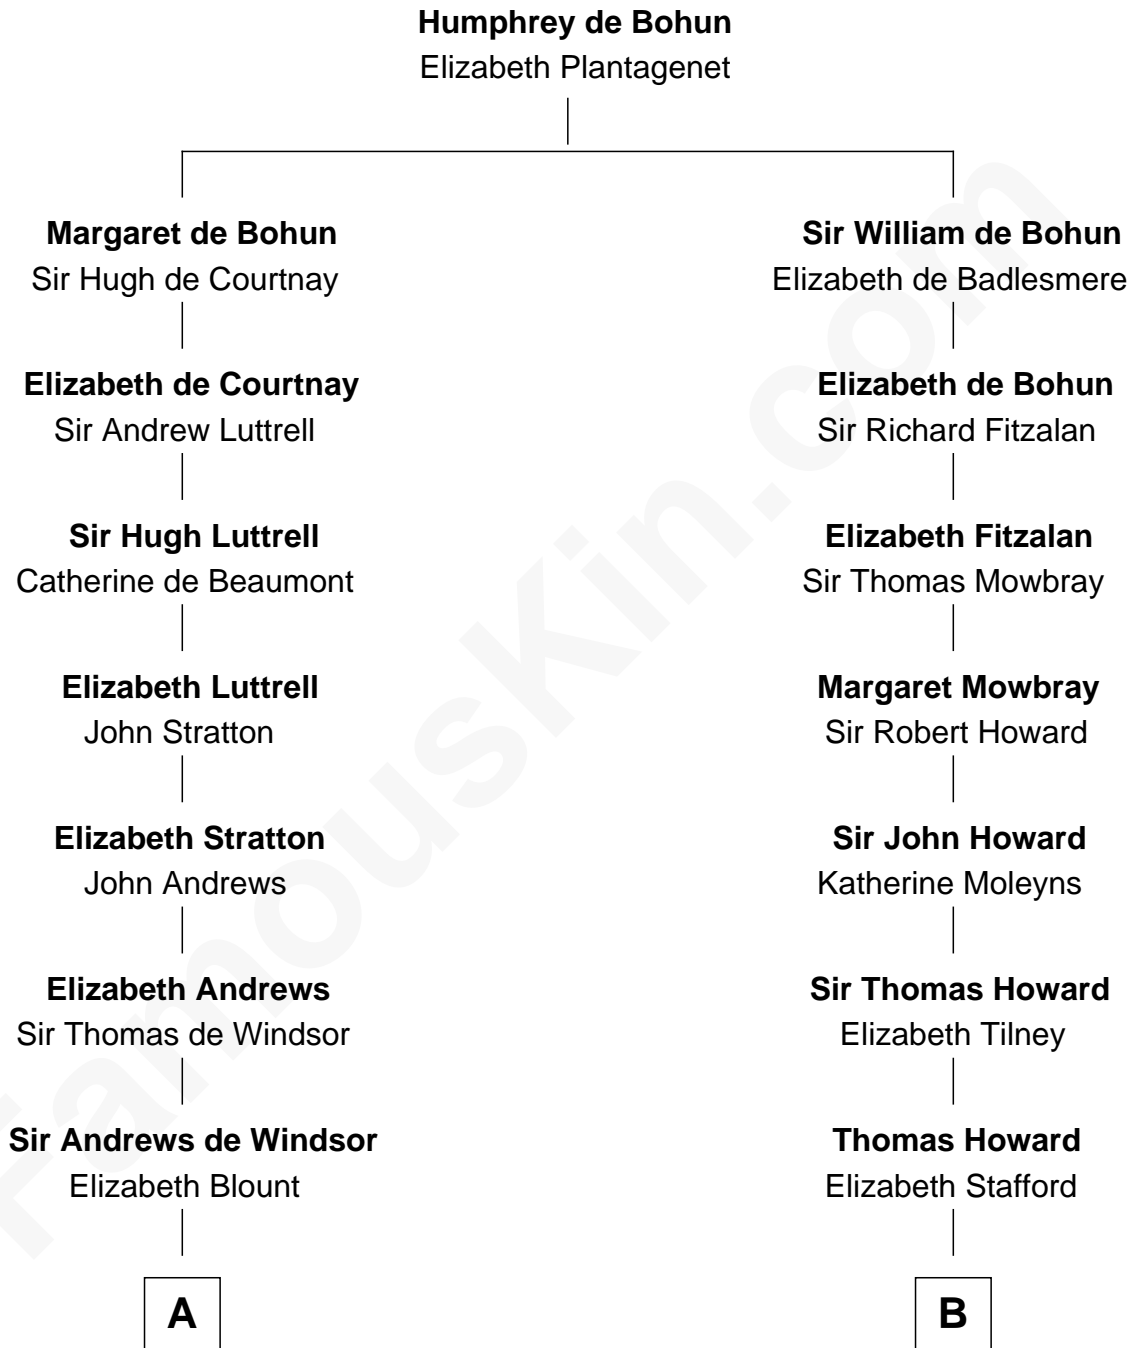 Humphrey de Bohun
Elizabeth Plantagenet
Margaret de Bohun
Sir Hugh de Courtnay
Sir William de Bohun
Elizabeth de Badlesmere
Elizabeth de Courtnay
Sir Andrew Luttrell
Elizabeth de Bohun
Sir Richard Fitzalan
Sir Hugh Luttrell
Catherine de Beaumont
Elizabeth Fitzalan
Sir Thomas Mowbray
Elizabeth Luttrell
John Stratton
Margaret Mowbray
Sir Robert Howard
Elizabeth Stratton
John Andrews
Sir John Howard
Katherine Moleyns
Elizabeth Andrews
Sir Thomas de Windsor
Sir Thomas Howard
Elizabeth Tilney
Sir Andrews de Windsor
Elizabeth Blount
Thomas Howard
Elizabeth Stafford
A
B
FamousKin.com